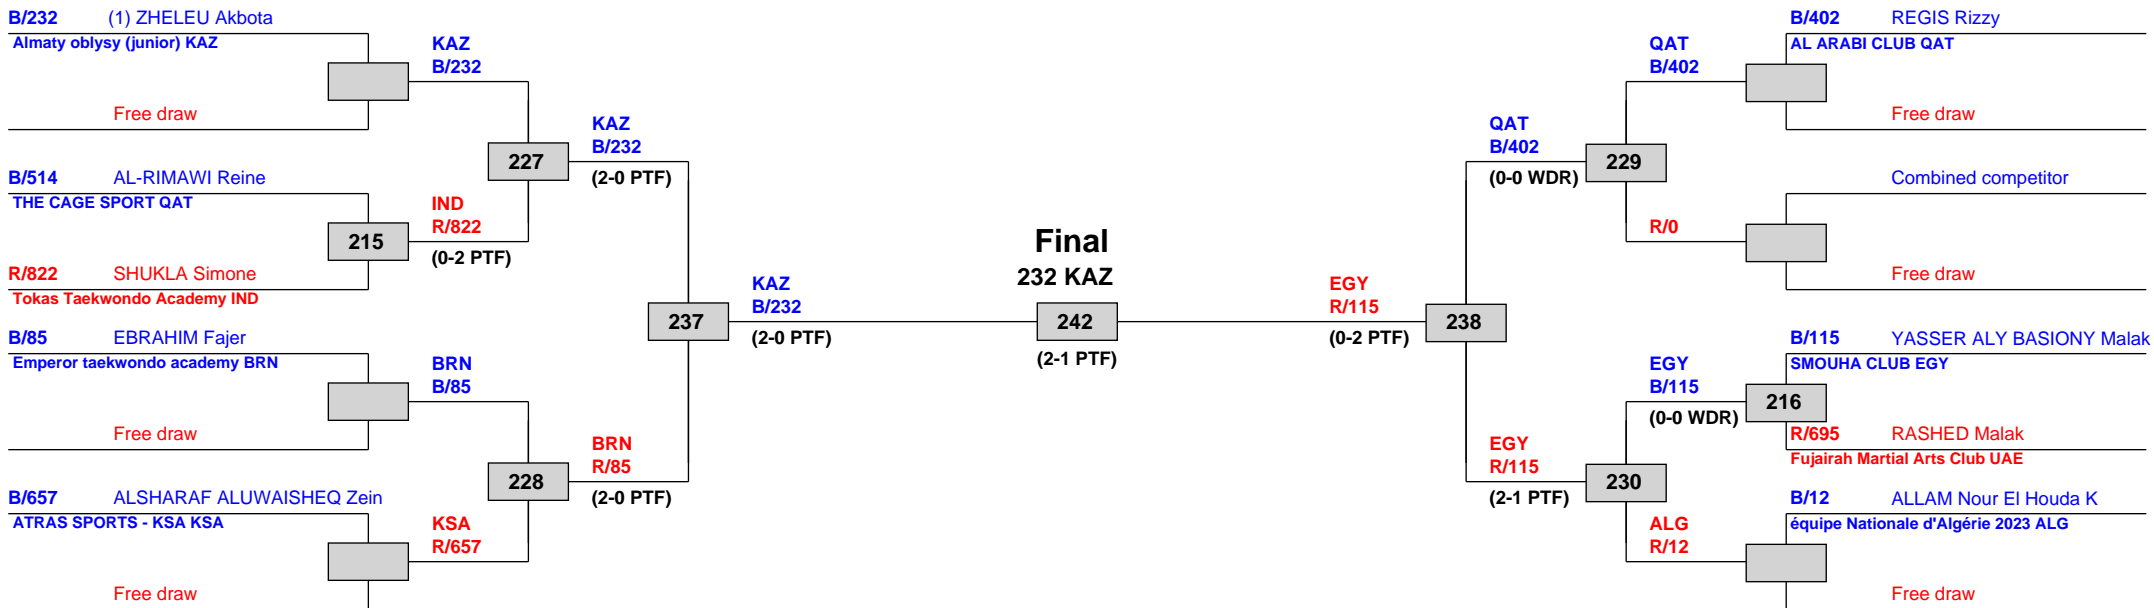 B/232 (1) ZHELEU Akbota
Almaty oblysy (junior) KAZ
Free draw
B/514 AL-RIMAWI Reine
THE CAGE SPORT QAT
R/822 SHUKLA Simone
Tokas Taekwondo Academy IND
B/85 EBRAHIM Fajer
Emperor taekwondo academy BRN
Free draw
B/657 ALSHARAF ALUWAISHEQ Zein
ATRAS SPORTS - KSA KSA
Free draw
215
KAZ
B/232
IND
R/822
(0-2 PTF)
BRN
B/85
KSA
R/657
227
228
KAZ
B/232
(2-0 PTF)
BRN
R/85
(2-0 PTF)
237
KAZ
B/232
(2-0 PTF)
Final
232 KAZ
242
(2-1 PTF)
EGY
R/115
(0-2 PTF)
238
QAT
B/402
(0-0 WDR)
EGY
R/115
(2-1 PTF)
229
230
QAT
B/402
R/0
EGY
B/115
(0-0 WDR)
ALG
R/12
216
B/402 REGIS Rizzy
AL ARABI CLUB QAT
Free draw
Combined competitor
Free draw
B/115 YASSER ALY BASIONY Malak
SMOUHA CLUB EGY
R/695 RASHED Malak
Fujairah Martial Arts Club UAE
B/12 ALLAM Nour El Houda K
équipe Nationale d'Algérie 2023 ALG
Free draw